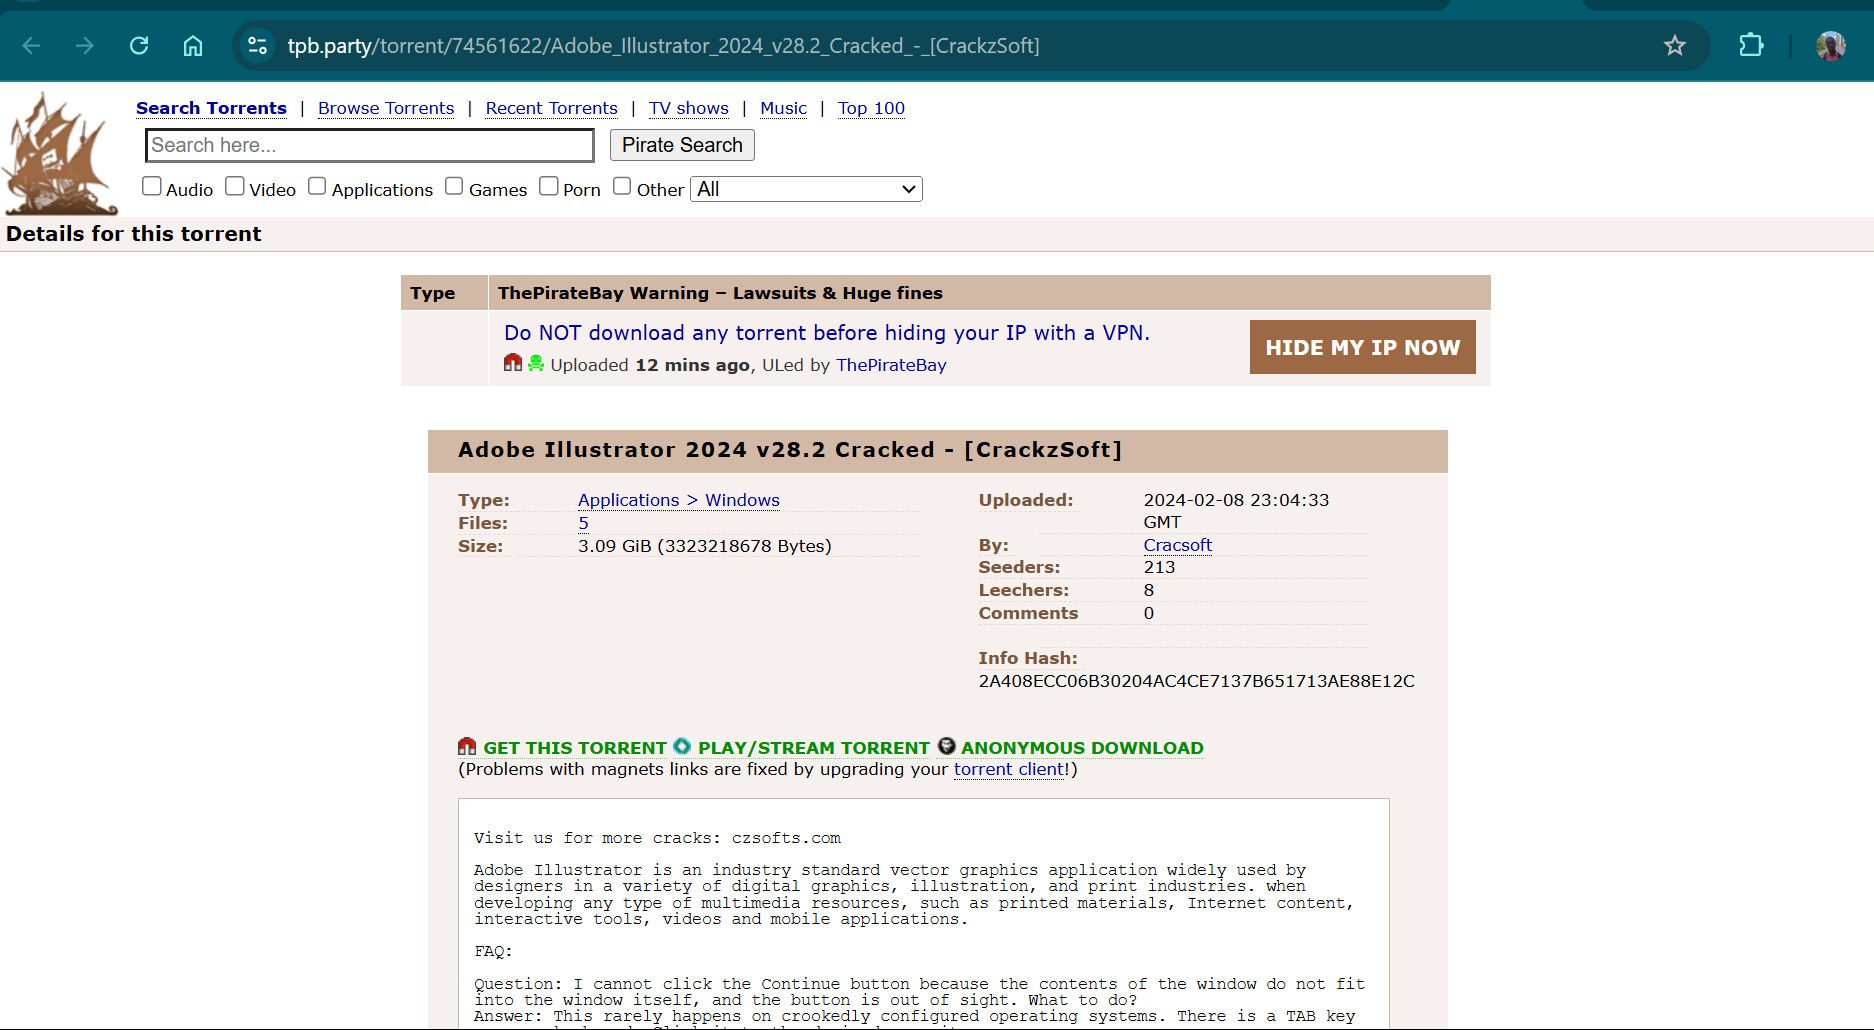 tpb.party/torrent/74561622/Adobe_Illustrator_2024_v28.2_Cracked_-_[CrackzSoft]
Search Torrents | Browse Torrents | Recent Torrents | TV shows | Music | Top 100
Search here... Pirate Search
Audio Video Applications Games Porn Other All
Details for this torrent
Type ThePirateBay Warning – Lawsuits & Huge fines
Do NOT download any torrent before hiding your IP with a VPN.
HIDE MY IP NOW
Uploaded 12 mins ago, ULed by ThePirateBay
Adobe Illustrator 2024 v28.2 Cracked - [CrackzSoft]
Type: Applications > Windows
Files: 5
Size: 3.09 GiB (3323218678 Bytes)
Uploaded: 2024-02-08 23:04:33
GMT
By: Cracsoft
Seeders: 213
Leechers: 8
Comments 0
Info Hash:
2A408ECC06B30204AC4CE7137B651713AE88E12C
GET THIS TORRENT PLAY/STREAM TORRENT ANONYMOUS DOWNLOAD
(Problems with magnets links are fixed by upgrading your torrent client!)
Visit us for more cracks: czsofts.com
Adobe Illustrator is an industry standard vector graphics application widely used by
designers in a variety of digital graphics, illustration, and print industries. when
developing any type of multimedia resources, such as printed materials, Internet content,
interactive tools, videos and mobile applications.
FAQ:
Question: I cannot click the Continue button because the contents of the window do not fit
into the window itself, and the button is out of sight. What to do?
Answer: This rarely happens on crookedly configured operating systems. There is a TAB key